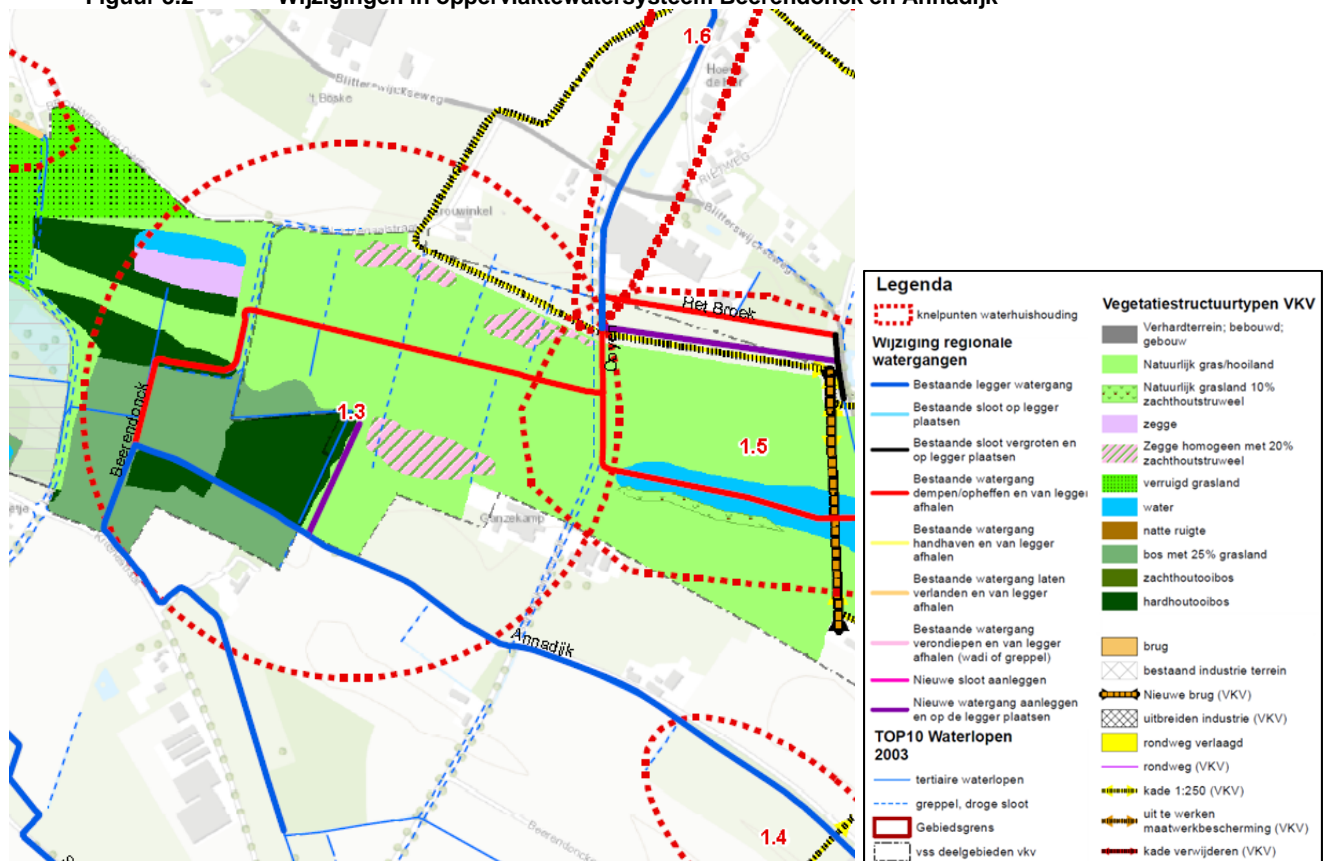 Figuur 5.2 Wijzigingen in oppervlaktewatersysteem Beerendonck en Annadijk
1.6
Blitterswijckseweg
't Böske
RIETWEG
Blitterswijckseweg
Het Broek
Beerendonck
1.3
1.5
Ganzekamp
Annadijk
1.4
Legenda
knelpunten waterhuishouding
Wijziging regionale
watergangen
Bestaande legger watergang
Bestaande sloot op legger
plaatsen
Bestaande sloot vergroten en
op legger plaatsen
Bestaande watergang
dempen/opheffen en van legger
afhalen
Bestaande watergang
handhaven en van legger
afhalen
Bestaande watergang laten
verlanden en van legger
afhalen
Bestaande watergang
verondiepen en van legger
afhalen (wadi of greppel)
Nieuwe sloot aanleggen
Nieuwe watergang aanleggen
en op de legger plaatsen
TOP10 Waterlopen
2003
tertiaire waterlopen
greppel, droge sloot
Gebiedsgrens
vss deelgebieden vkv
Vegetatiestructuurtypen VKV
Verhardterrein; bebouwd;
gebouw
Natuurlijk gras/hooiland
Natuurlijk grasland 10%
zachthoutstruweel
zegge
Zegge homogeen met 20%
zachthoutstruweel
verruigd grasland
water
natte ruigte
bos met 25% grasland
zachthoutooibos
hardhoutooibos
brug
bestaand industrie terrein
Nieuwe brug (VKV)
uitbreiden industrie (VKV)
rondweg verlaagd
rondweg (VKV)
kade 1:250 (VKV)
uit te werken
maatwerkbescherming (VKV)
kade verwijderen (VKV)